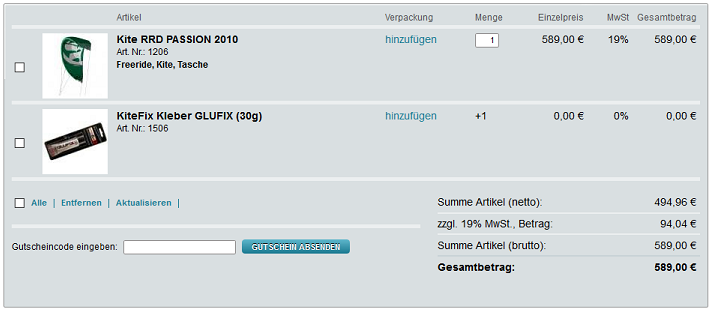 Artikel Verpackung Menge Einzelpreis MwSt Gesamtbetrag
Kite RRD PASSION 2010 hinzufügen 1 589,00 € 19% 589,00 €
Art. Nr.: 1206
Freeride, Kite, Tasche
KiteFix Kleber GLUFIX (30g) hinzufügen +1 0,00 € 0% 0,00 €
Art. Nr.: 1506
Alle | Entfernen | Aktualisieren |
Summe Artikel (netto): 494,96 €
zzgl. 19% MwSt., Betrag: 94,04 €
Gutscheincode eingeben: GUTSCHEIN ABSENDEN
Summe Artikel (brutto): 589,00 €
Gesamtbetrag: 589,00 €